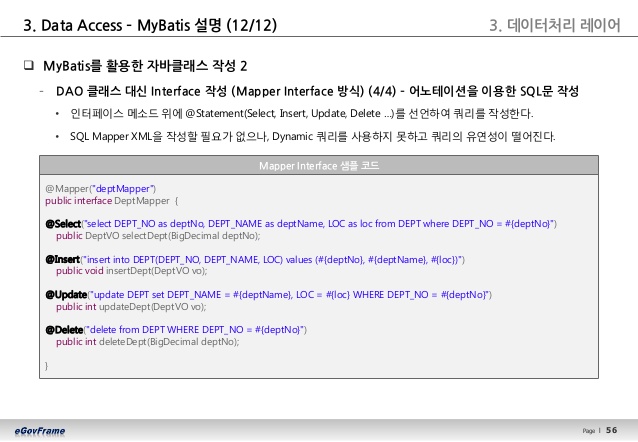 3. Data Access – MyBatis 설명 (12/12)
3. 데이터처리 레이어
❑ MyBatis를 활용한 자바클래스 작성 2
– DAO 클래스 대신 Interface 작성 (Mapper Interface 방식) (4/4) – 어노테이션을 이용한 SQL문 작성
• 인터페이스 메소드 위에 @Statement(Select, Insert, Update, Delete ...)를 선언하여 쿼리를 작성한다.
• SQL Mapper XML을 작성할 필요가 없으나, Dynamic 쿼리를 사용하지 못하고 쿼리의 유연성이 떨어진다.
Mapper Interface 샘플 코드
@Mapper("deptMapper")
public interface DeptMapper {
@Select("select DEPT_NO as deptNo, DEPT_NAME as deptName, LOC as loc from DEPT where DEPT_NO = #{deptNo}")
public DeptVO selectDept(BigDecimal deptNo);
@Insert("insert into DEPT(DEPT_NO, DEPT_NAME, LOC) values (#{deptNo}, #{deptName}, #{loc})")
public void insertDept(DeptVO vo);
@Update("update DEPT set DEPT_NAME = #{deptName}, LOC = #{loc} WHERE DEPT_NO = #{deptNo}")
public int updateDept(DeptVO vo);
@Delete("delete from DEPT WHERE DEPT_NO = #{deptNo}")
public int deleteDept(BigDecimal deptNo);
}
eGovFrame
Page l 56